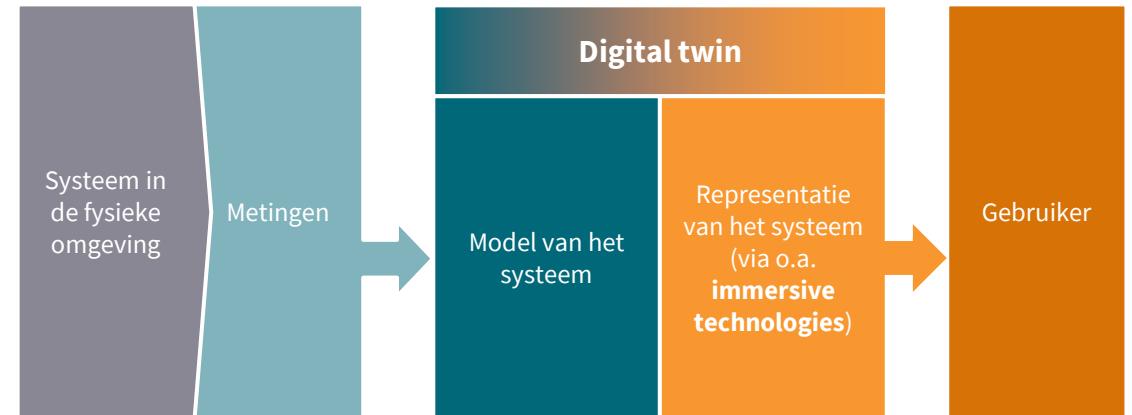 Digital twin
Systeem in
de fysieke
omgeving
Metingen
Model van het
systeem
Representatie
van het systeem
(via o.a.
immersive
technologies)
Gebruiker